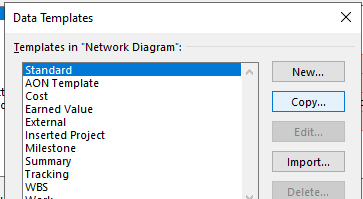 Data Templates
Templates in "Network Diagram":
Standard
AON Template
Cost
Earned Value
External
Inserted Project
Milestone
Summary
Tracking
WBS
New...
Copy...
Edit...
Import...
Delete...